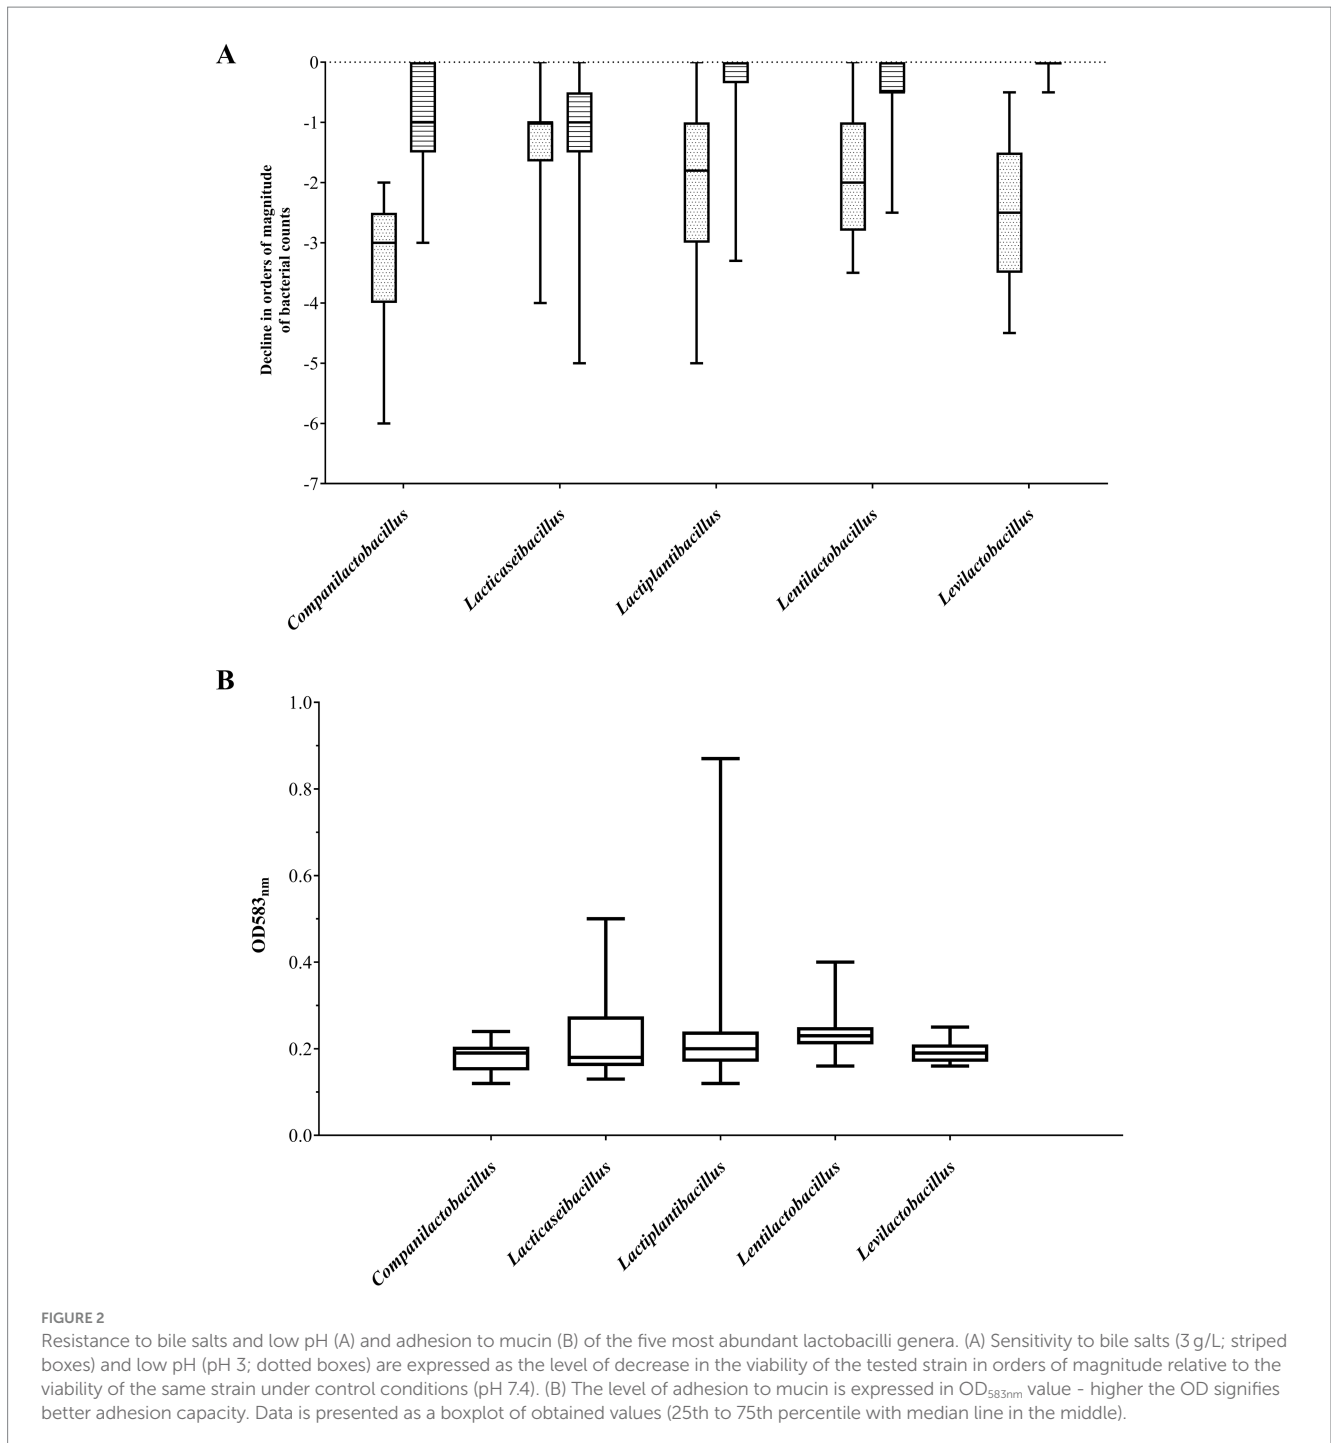 A
0
-1
-2
-3
-4
-5
-6
-7
Decline in orders of magnitude
of bacterial counts
Companilactobacillus
Lacticaseibacillus
Lactiplantibacillus
Lentilactobacillus
Levilactobacillus
B
1.0
0.8
0.6
0.4
0.2
0.0
OD583nm
Companilactobacillus
Lacticaseibacillus
Lactiplantibacillus
Lentilactobacillus
Levilactobacillus
FIGURE 2
Resistance to bile salts and low pH (A) and adhesion to mucin (B) of the five most abundant lactobacilli genera. (A) Sensitivity to bile salts (3 g/L; striped
boxes) and low pH (pH 3; dotted boxes) are expressed as the level of decrease in the viability of the tested strain in orders of magnitude relative to the
viability of the same strain under control conditions (pH 7.4). (B) The level of adhesion to mucin is expressed in OD583nm value - higher the OD signifies
better adhesion capacity. Data is presented as a boxplot of obtained values (25th to 75th percentile with median line in the middle).